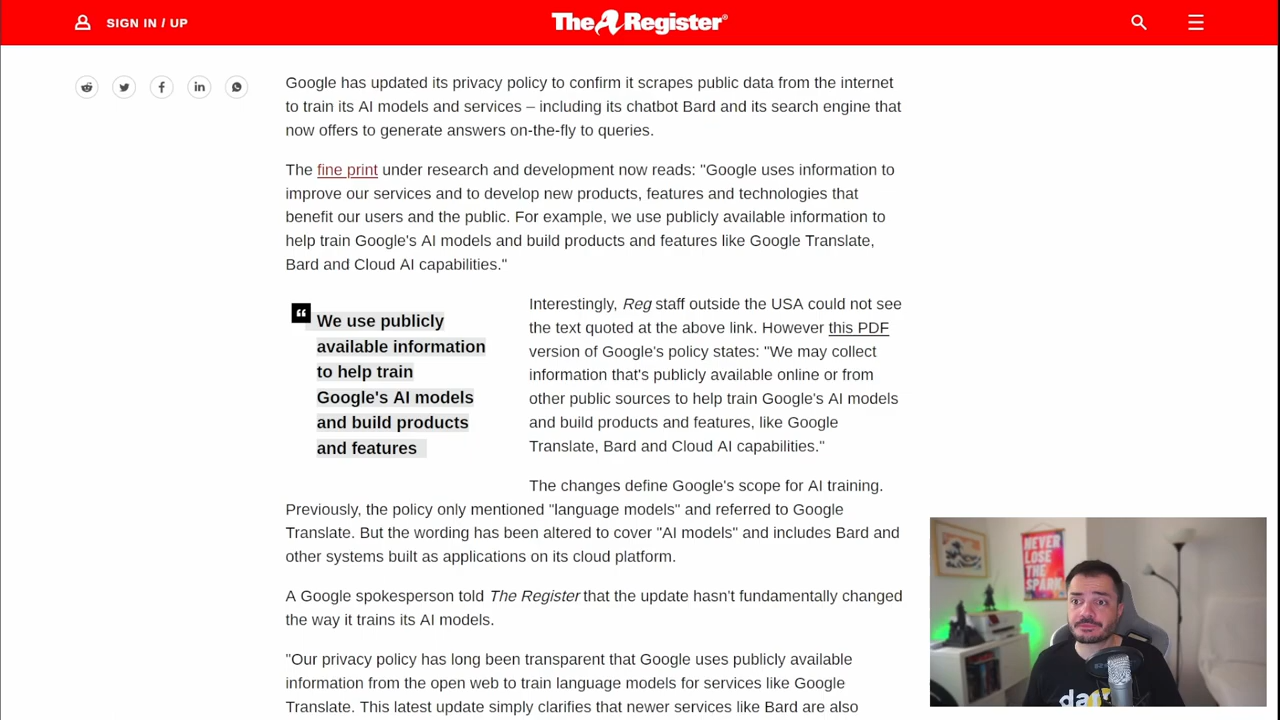 SIGN IN / UP
The Register®
Google has updated its privacy policy to confirm it scrapes public data from the internet
to train its AI models and services – including its chatbot Bard and its search engine that
now offers to generate answers on-the-fly to queries.
The fine print under research and development now reads: "Google uses information to
improve our services and to develop new products, features and technologies that
benefit our users and the public. For example, we use publicly available information to
help train Google's AI models and build products and features like Google Translate,
Bard and Cloud AI capabilities."
“
We use publicly
available information
to help train
Google's AI models
and build products
and features
Interestingly, Reg staff outside the USA could not see
the text quoted at the above link. However this PDF
version of Google's policy states: "We may collect
information that's publicly available online or from
other public sources to help train Google's AI models
and build products and features, like Google
Translate, Bard and Cloud AI capabilities."
The changes define Google's scope for AI training.
Previously, the policy only mentioned "language models" and referred to Google
Translate. But the wording has been altered to cover "AI models" and includes Bard and
other systems built as applications on its cloud platform.
A Google spokesperson told The Register that the update hasn't fundamentally changed
the way it trains its AI models.
"Our privacy policy has long been transparent that Google uses publicly available
information from the open web to train language models for services like Google
Translate. This latest update simply clarifies that newer services like Bard are also
NEVER
LOSE
THE
SPARK